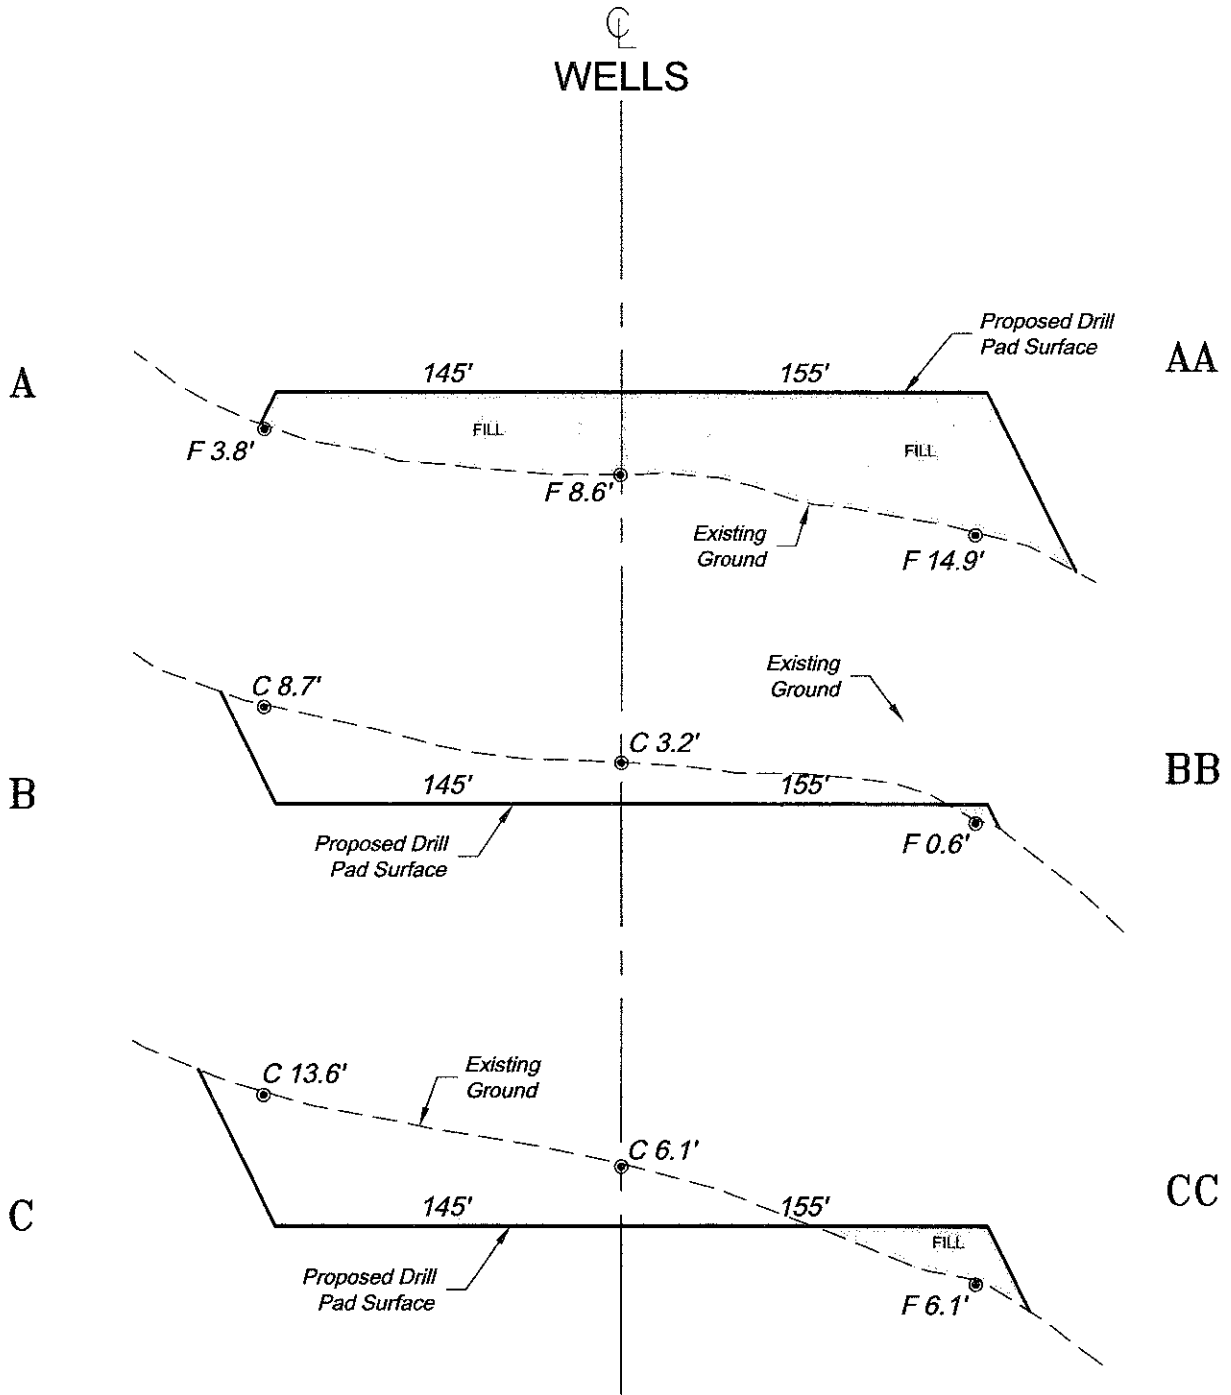 ℄
WELLS
Proposed Drill
Pad Surface
A
145'
155'
AA
F 3.8'
FILL
FILL
F 8.6'
Existing
Ground
F 14.9'
C 8.7'
Existing
Ground
C 3.2'
B
145'
155'
BB
Proposed Drill
Pad Surface
F 0.6'
C 13.6'
Existing
Ground
C 6.1'
C
145'
155'
CC
FILL
Proposed Drill
Pad Surface
F 6.1'